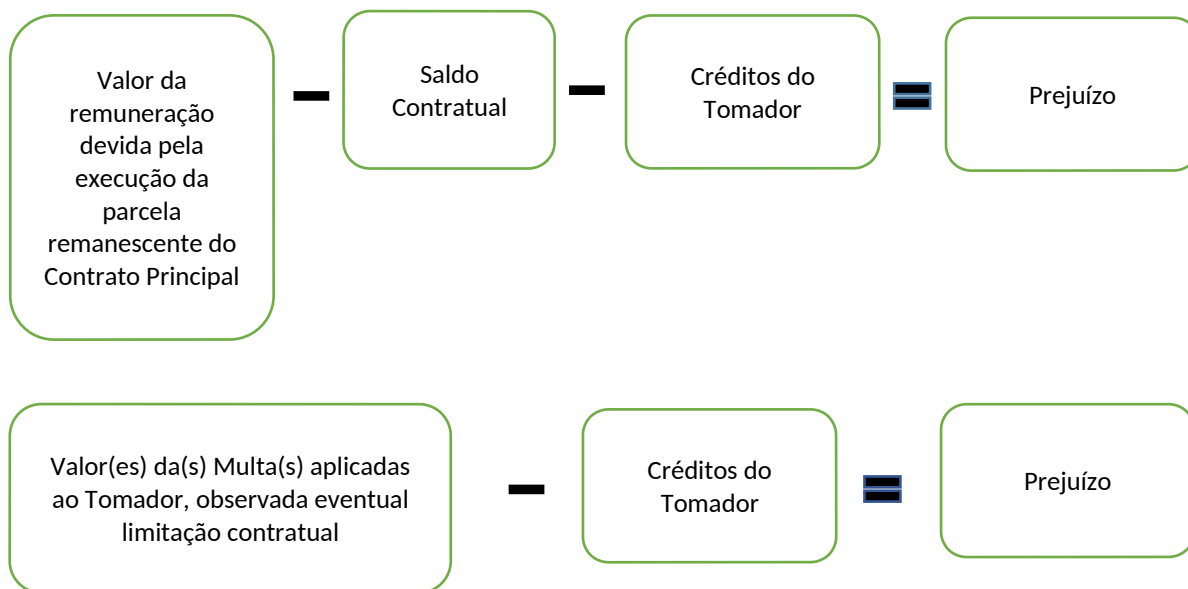 Valor da
remuneração
devida pela
execução da
parcela
remanescente do
Contrato Principal
Saldo
Contratual
Créditos do
Tomador
Prejuízo
Valor(es) da(s) Multa(s) aplicadas
ao Tomador, observada eventual
limitação contratual
Créditos do
Tomador
Prejuízo